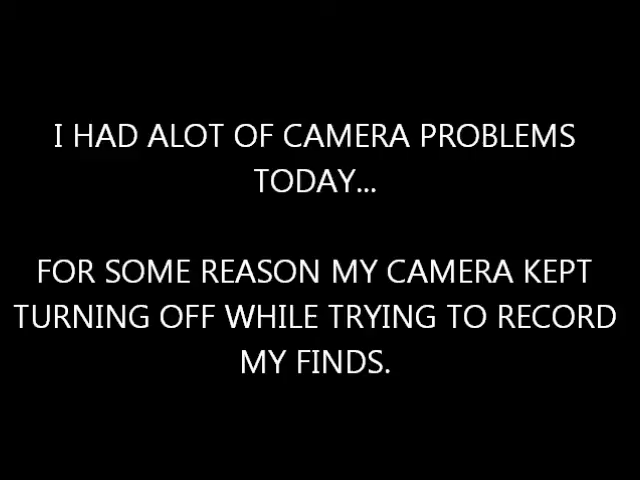 I HAD ALOT OF CAMERA PROBLEMS
TODAY...
FOR SOME REASON MY CAMERA KEPT
TURNING OFF WHILE TRYING TO RECORD
MY FINDS.